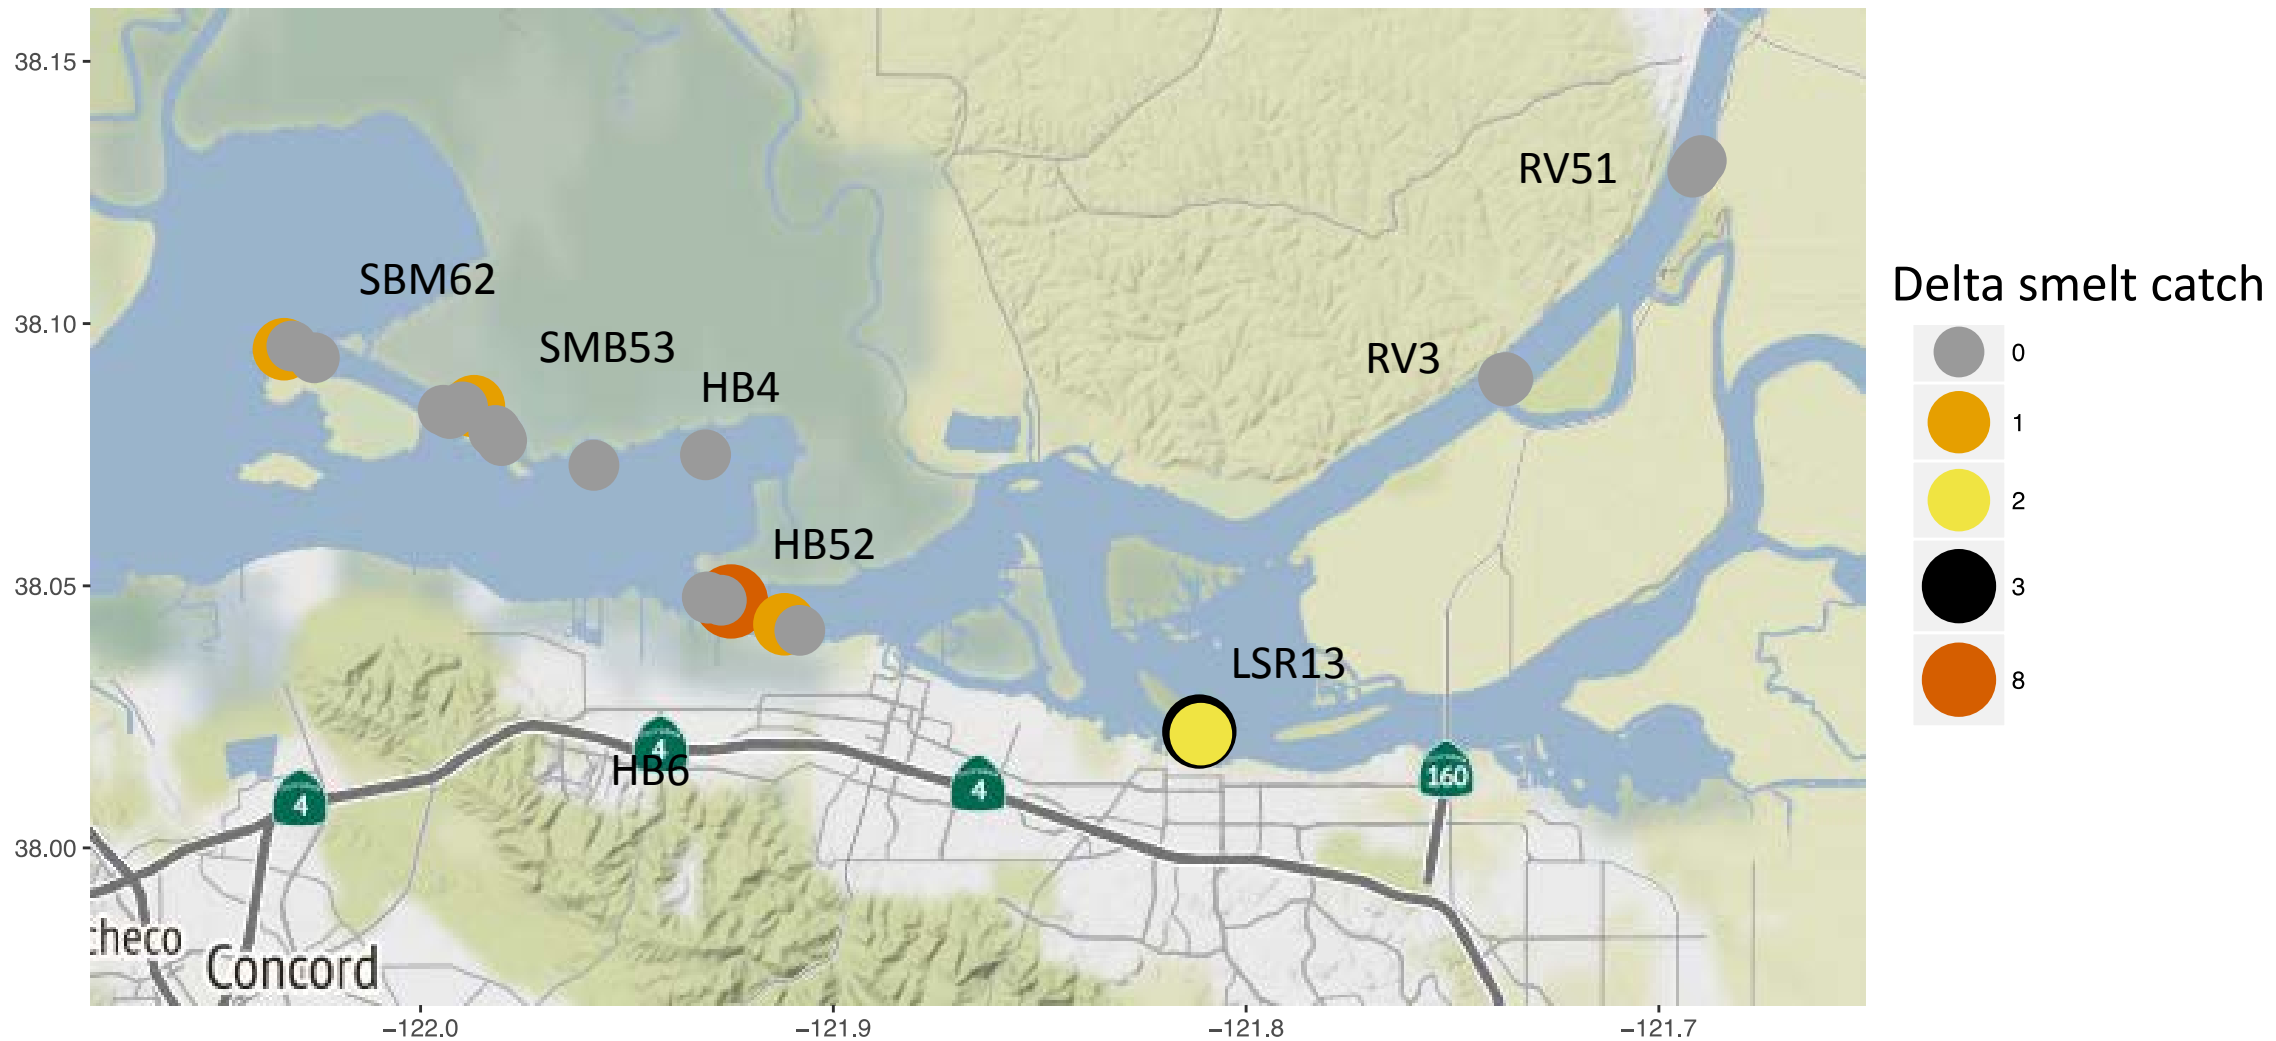 38.15
RV51
SBM62
Delta smelt catch
38.10
SMB53
HB4
RV3
0
1
2
HB52
38.05
3
LSR13
8
4
HB6
4
4
160
38.00
checo
Concord
−122.0
−121.9
−121.8
−121.7